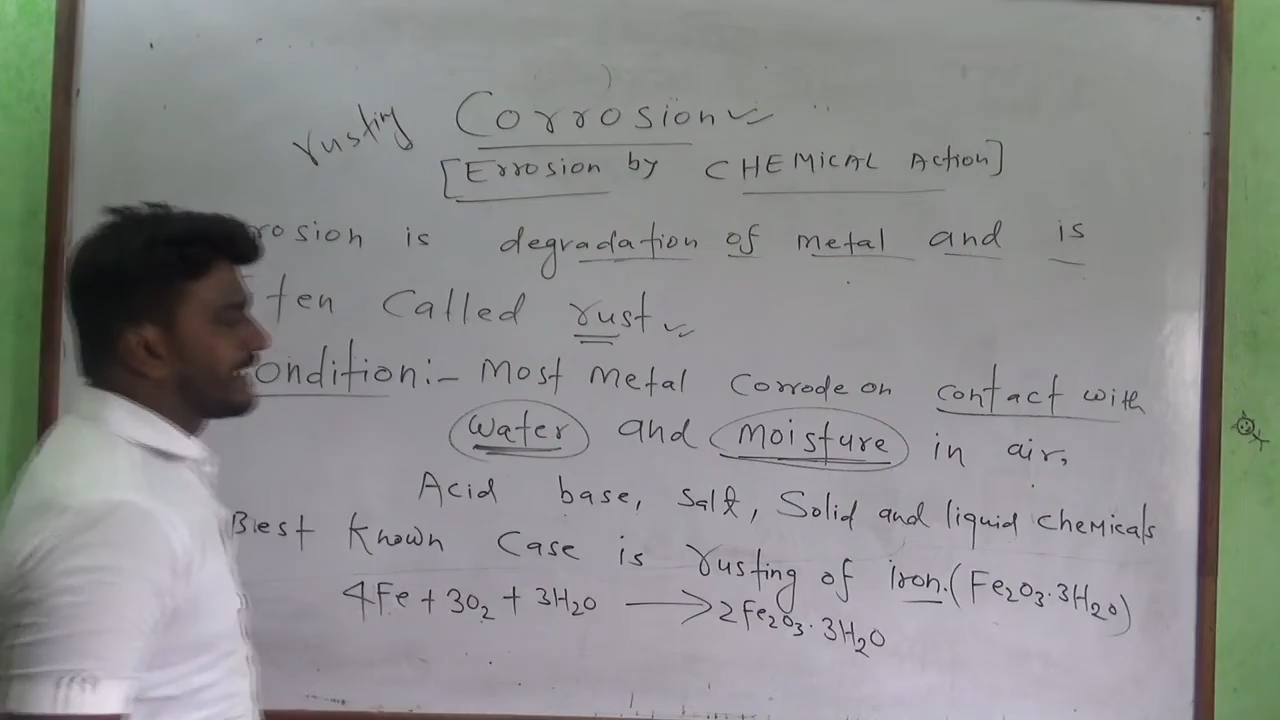 rusting Corrosion
[Errosion by CHEMICAL Action]
rosion is degradation of metal and is
ten Called rust
ondition:- Most Metal Corrode on contact with
water and moisture in air,
Acid base, Salt, Solid and liquid chemicals
Best Known Case is rusting of iron.(Fe₂O₃.3H₂O)
4Fe + 3O₂ + 3H₂O ⟶ 2Fe₂O₃.3H₂O